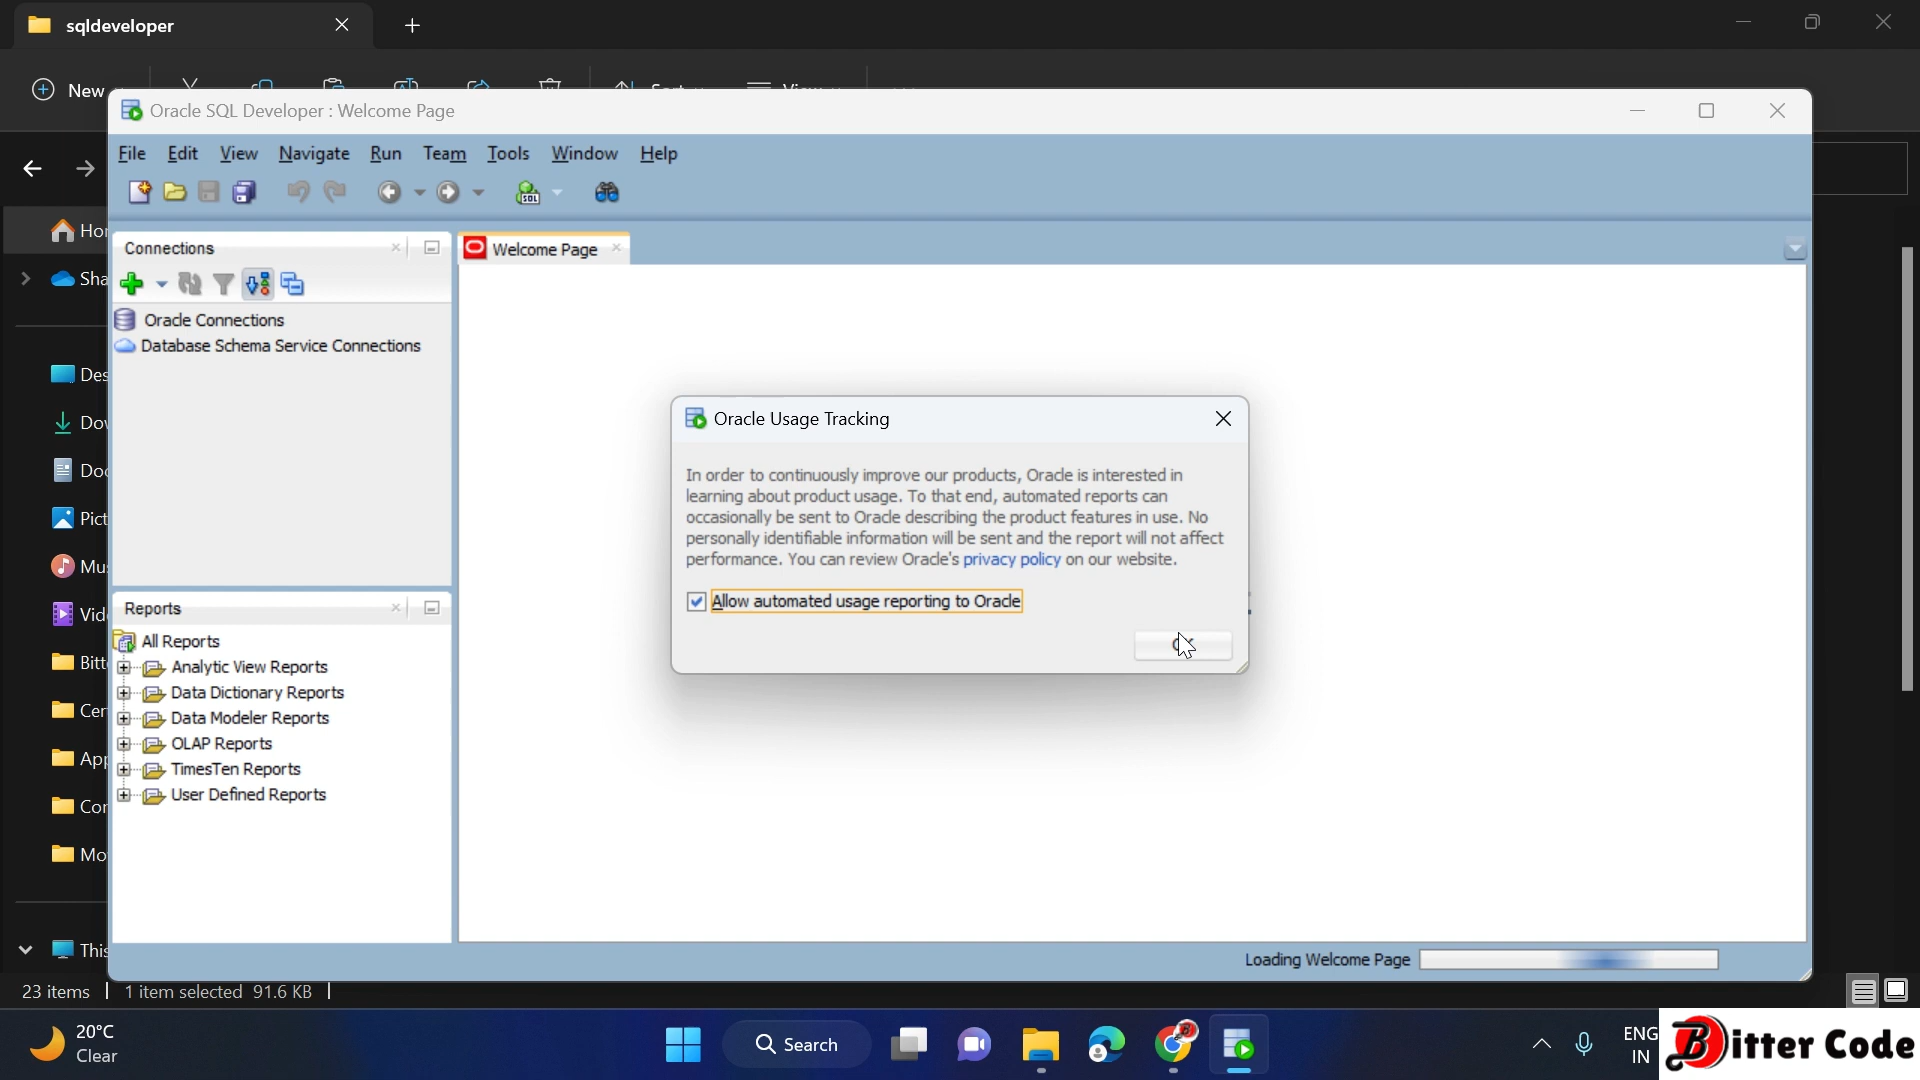 sqldeveloper
New
Oracle SQL Developer : Welcome Page
File Edit View Navigate Run Team Tools Window Help
Connections
Welcome Page
Oracle Connections
Database Schema Service Connections
Oracle Usage Tracking
In order to continuously improve our products, Oracle is interested in
learning about product usage. To that end, automated reports can
occasionally be sent to Oracle describing the product features in use. No
personally identifiable information will be sent and the report will not affect
performance. You can review Oracle's privacy policy on our website.
Allow automated usage reporting to Oracle
Reports
All Reports
Analytic View Reports
Data Dictionary Reports
Data Modeler Reports
OLAP Reports
TimesTen Reports
User Defined Reports
Loading Welcome Page
23 items 1 item selected 91.6 KB
20°C
Clear
Search
ENG
IN
Bitter Code